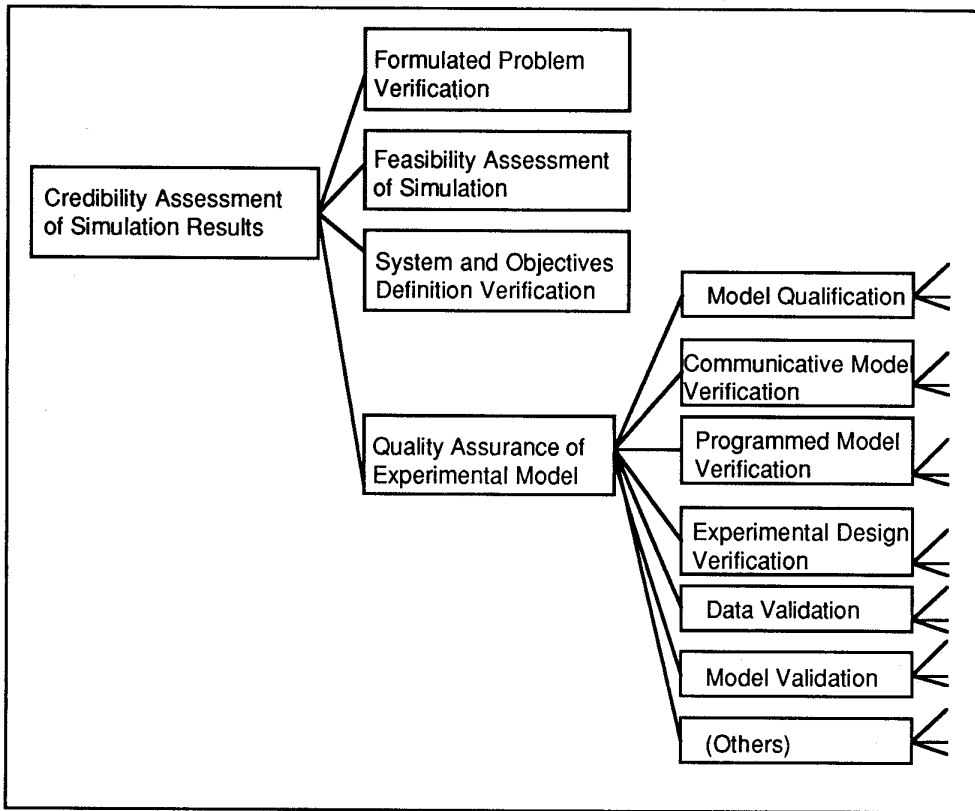 Formulated Problem
Verification
Feasibility Assessment
of Simulation
Credibility Assessment
of Simulation Results
System and Objectives
Definition Verification
Model Qualification
Communicative Model
Verification
Quality Assurance of
Experimental Model
Programmed Model
Verification
Experimental Design
Verification
Data Validation
Model Validation
(Others)